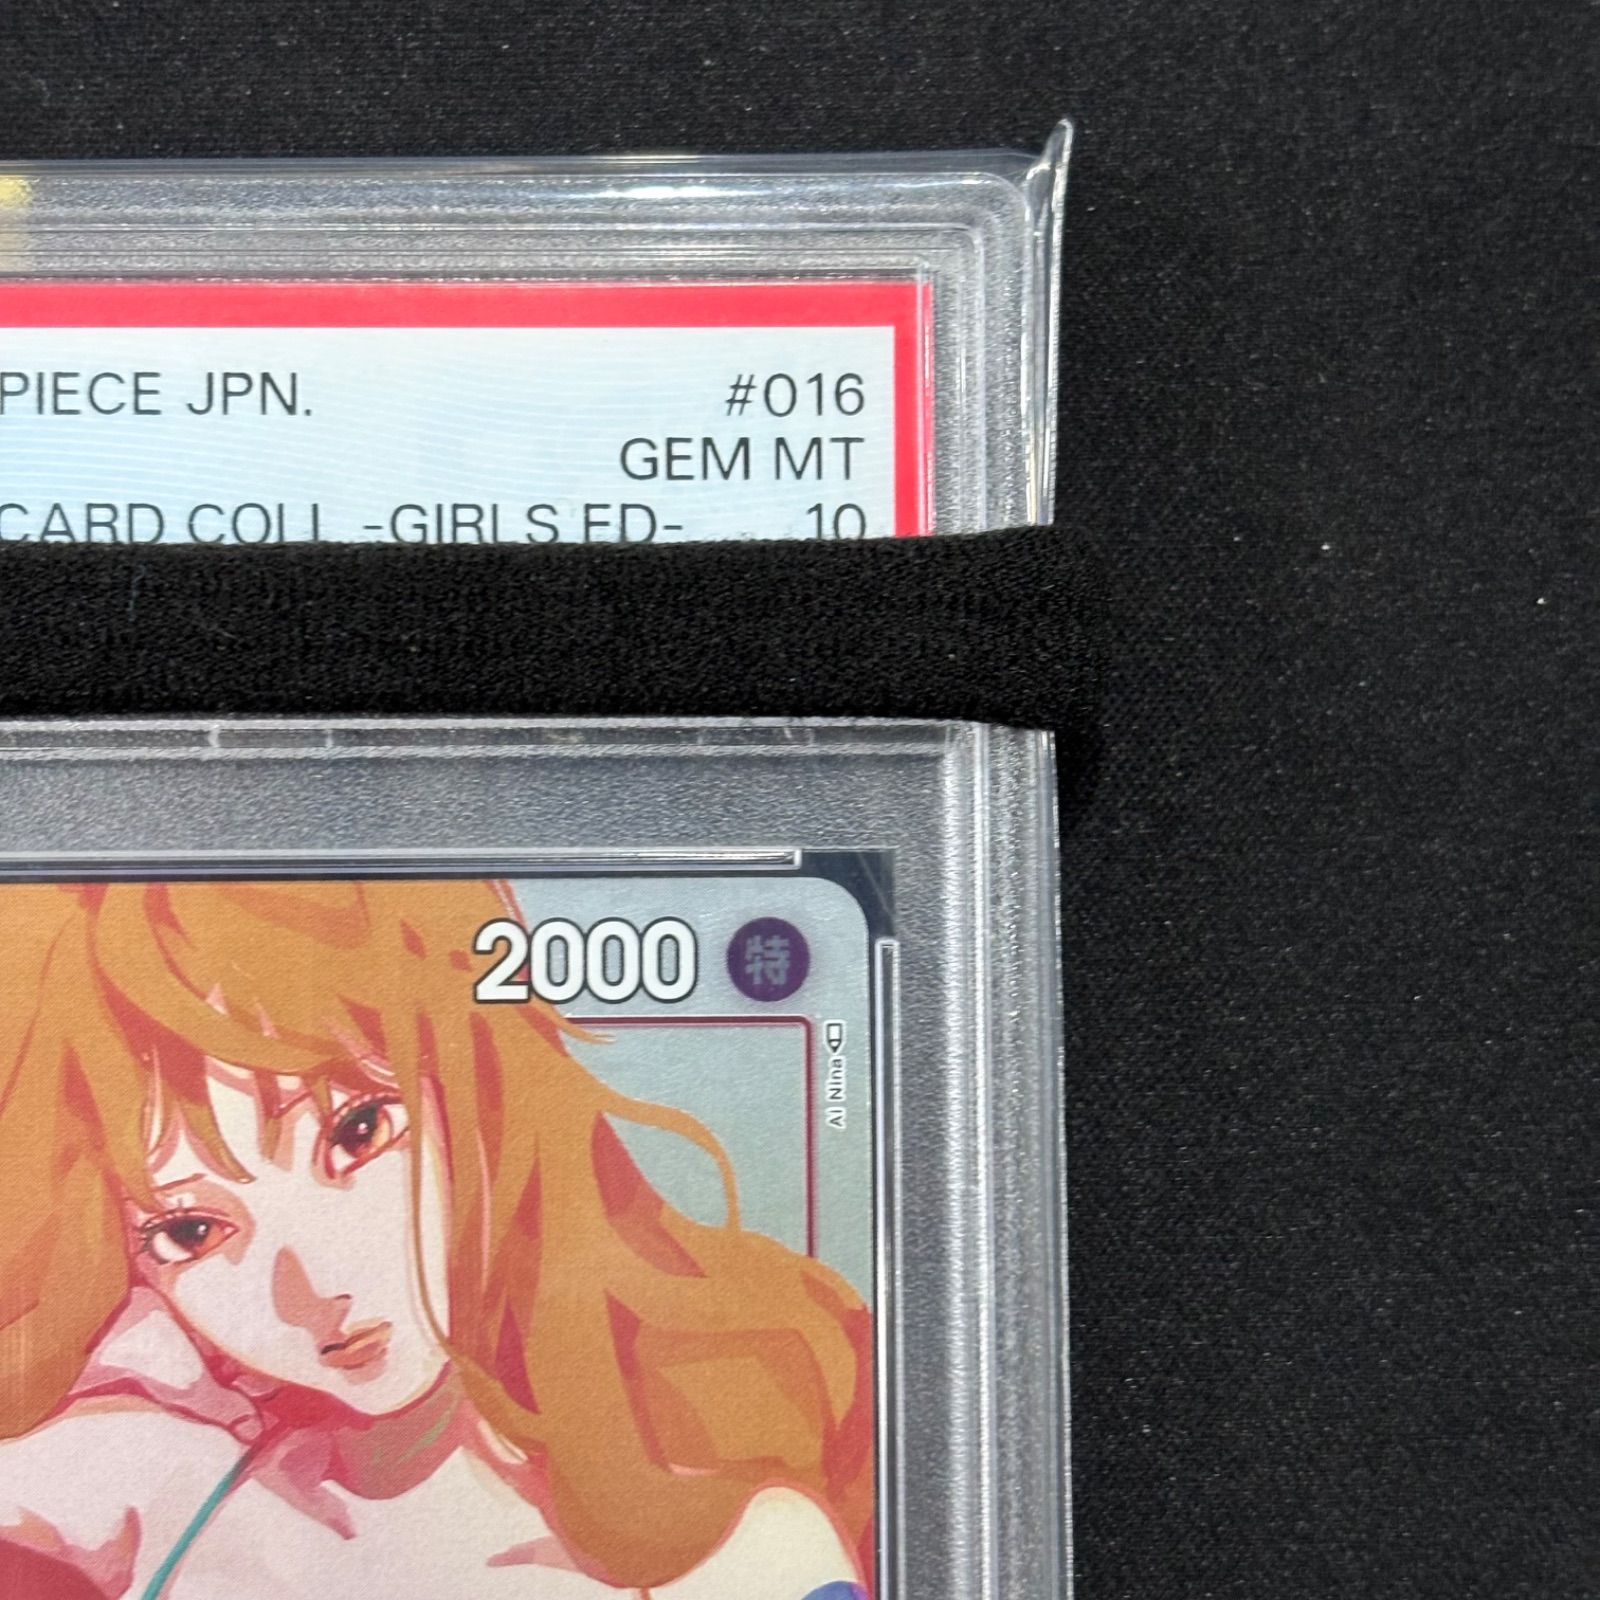 PIECE JPN. #016
GEM MT
CARD COLL -GIRLS ED- 10
2000 特
AI Nina